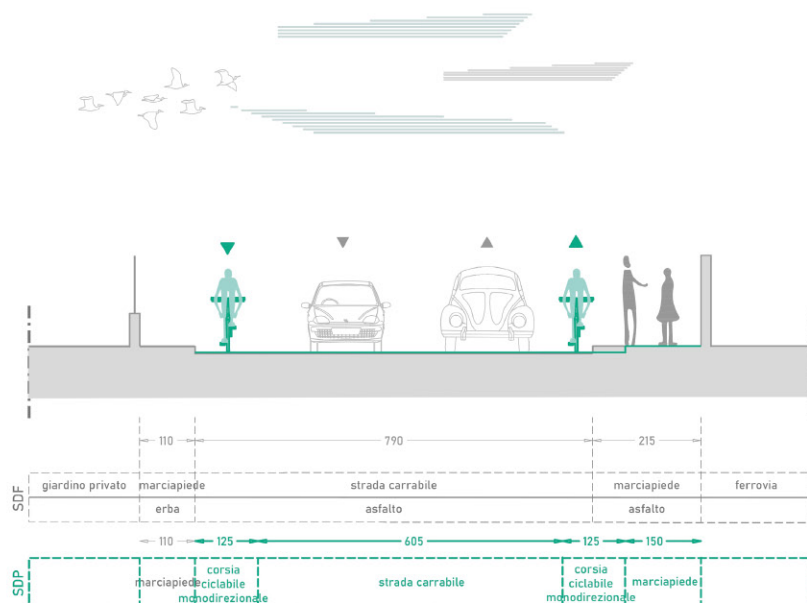 110 790 215
SDF
giardino privato marciapiede strada carrabile marciapiede ferrovia
erba asfalto asfalto
110 125 605 125 150
SDP
marciapiede corsia ciclabile monodirezionale strada carrabile corsia ciclabile monodirezionale marciapiede